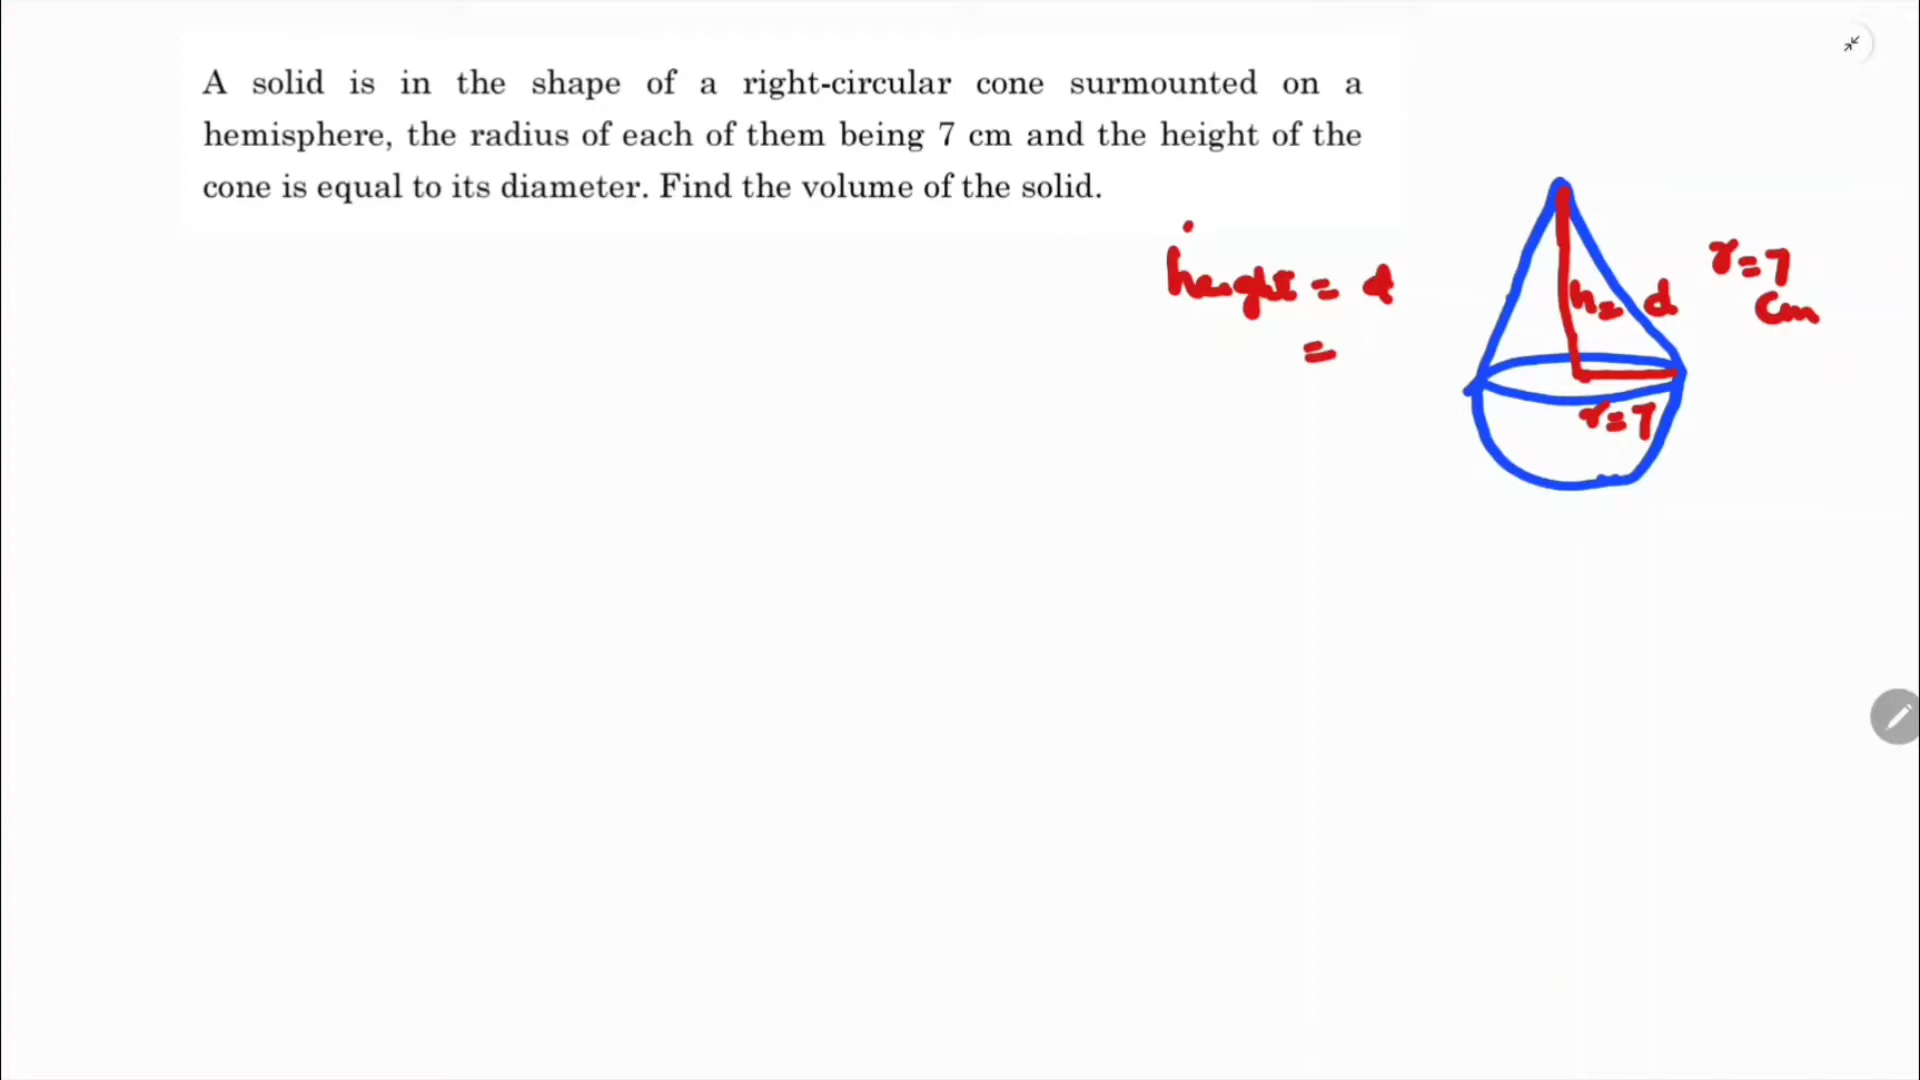 A solid is in the shape of a right-circular cone surmounted on a
hemisphere, the radius of each of them being 7 cm and the height of the
cone is equal to its diameter. Find the volume of the solid.
height = d
=
h = d
r = 7
cm
r = 7